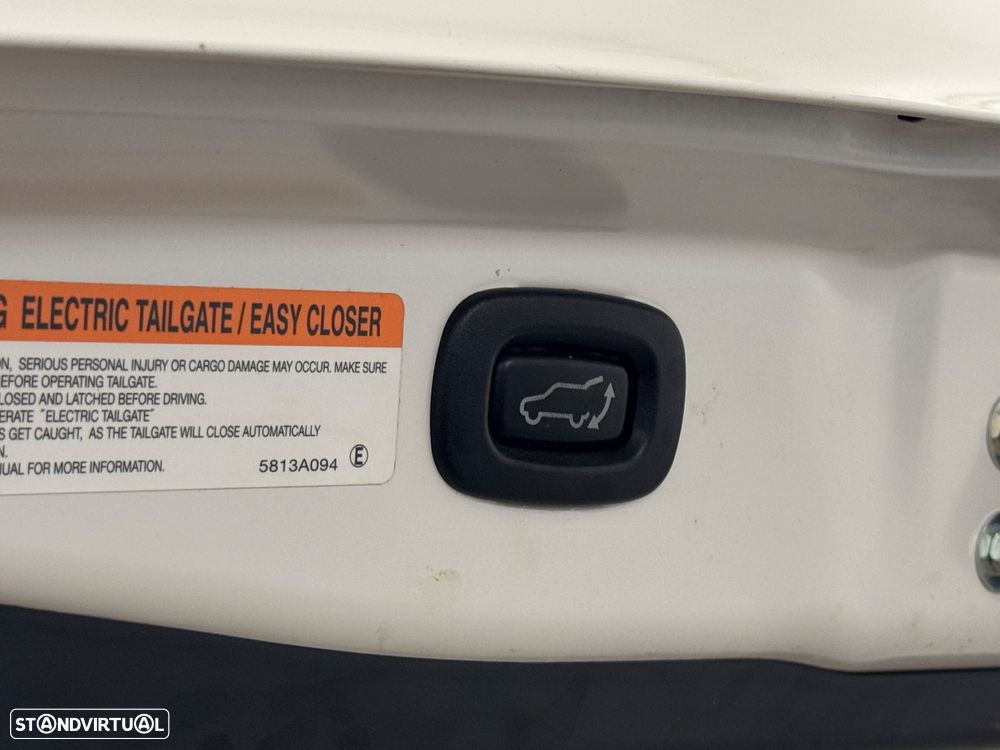 ELECTRIC TAILGATE / EASY CLOSER
ON, SERIOUS PERSONAL INJURY OR CARGO DAMAGE MAY OCCUR. MAKE SURE
EFORE OPERATING TAILGATE.
LOSED AND LATCHED BEFORE DRIVING.
ERATE "ELECTRIC TAILGATE"
S GET CAUGHT, AS THE TAILGATE WILL CLOSE AUTOMATICALLY
N.
UAL FOR MORE INFORMATION.
5813A094 E
STANDVIRTUAL